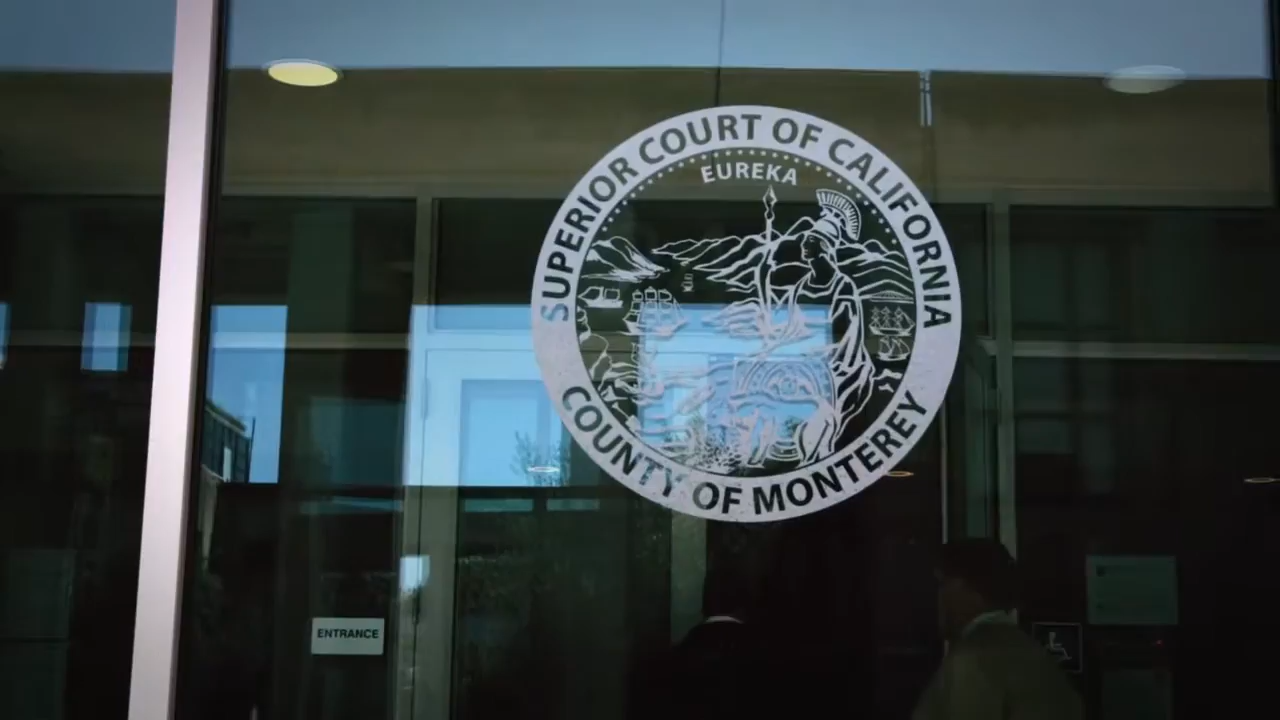 SUPERIOR COURT OF CALIFORNIA
EUREKA
COUNTY OF MONTEREY
ENTRANCE